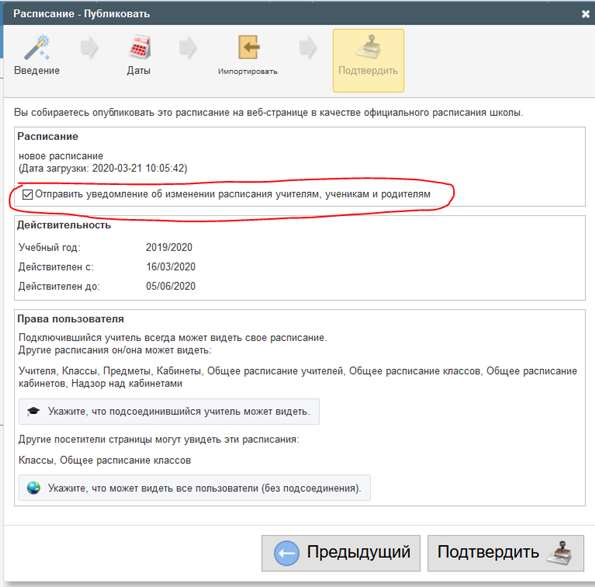 Расписание - Публиковать
Введение
Даты
Импортировать
Подтвердить
Вы собираетесь опубликовать это расписание на веб-странице в качестве официального расписания школы.
Расписание
новое расписание
(Дата загрузки: 2020-03-21 10:05:42)
Отправить уведомление об изменении расписания учителям, ученикам и родителям
Действительность
Учебный год: 2019/2020
Действителен с: 16/03/2020
Действителен до: 05/06/2020
Права пользователя
Подключившийся учитель всегда может видеть свое расписание.
Другие расписания он/она может видеть:
Учителя, Классы, Предметы, Кабинеты, Общее расписание учителей, Общее расписание классов, Общее расписание
кабинетов, Надзор над кабинетами
Укажите, что подсоединившийся учитель может видеть.
Другие посетители страницы могут увидеть эти расписания:
Классы, Общее расписание классов
Укажите, что может видеть все пользователи (без подсоединения).
Предыдущий
Подтвердить